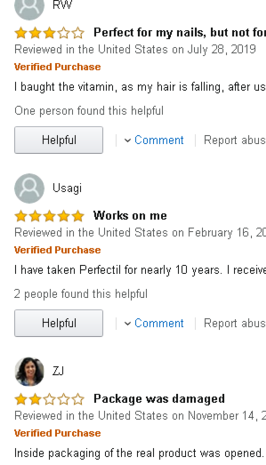 RW
Perfect for my nails, but not for
Reviewed in the United States on July 28, 2019
Verified Purchase
I baught the vitamin, as my hair is falling, after us
One person found this helpful
Helpful Comment Report abus
Usagi
Works on me
Reviewed in the United States on February 16, 20
Verified Purchase
I have taken Perfectil for nearly 10 years. I receive
2 people found this helpful
Helpful Comment Report abus
ZJ
Package was damaged
Reviewed in the United States on November 14, 2
Verified Purchase
Inside packaging of the real product was opened.